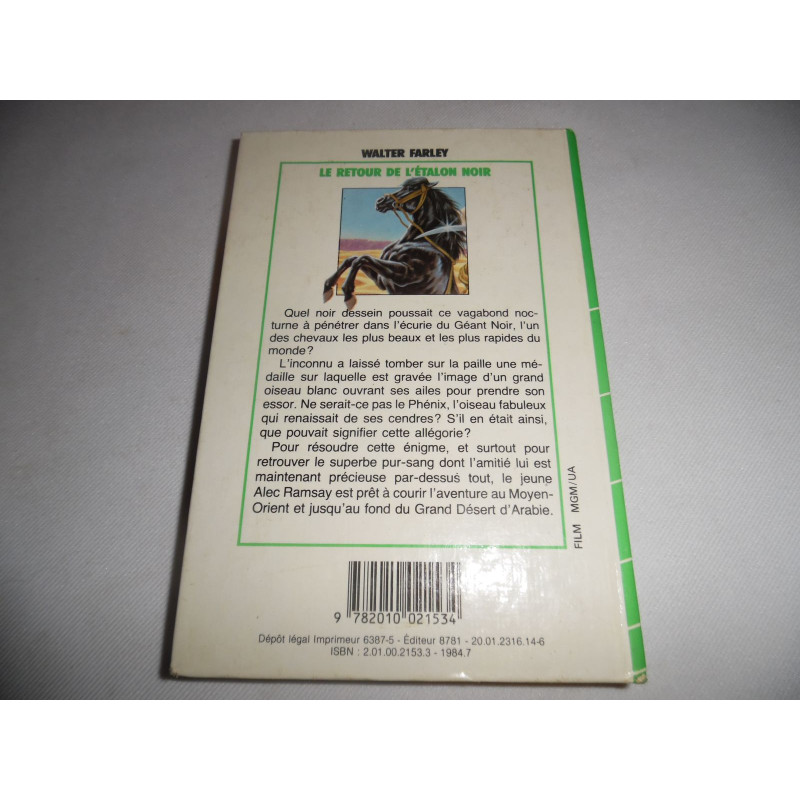 WALTER FARLEY
LE RETOUR DE L'ÉTALON NOIR
Quel noir dessein poussait ce vagabond noc-
turne à pénétrer dans l'écurie du Géant Noir, l'un
des chevaux les plus beaux et les plus rapides du
monde?
L'inconnu a laissé tomber sur la paille une mé-
daille sur laquelle est gravée l'image d'un grand
oiseau blanc ouvrant ses ailes pour prendre son
essor. Ne serait-ce pas le Phénix, l'oiseau fabuleux
qui renaissait de ses cendres? S'il en était ainsi,
que pouvait signifier cette allégorie?
Pour résoudre cette énigme, et surtout pour
retrouver le superbe pur-sang dont l'amitié lui est
maintenant précieuse par-dessus tout, le jeune
Alec Ramsay est prêt à courir l'aventure au Moyen-
Orient et jusqu'au fond du Grand Désert d'Arabie.
FILM MGM/UA
9 782010 021534
Dépôt légal Imprimeur 6387-5 - Éditeur 8781 - 20.01.2316.14-6
ISBN : 2.01.00.2153.3 - 1984.7